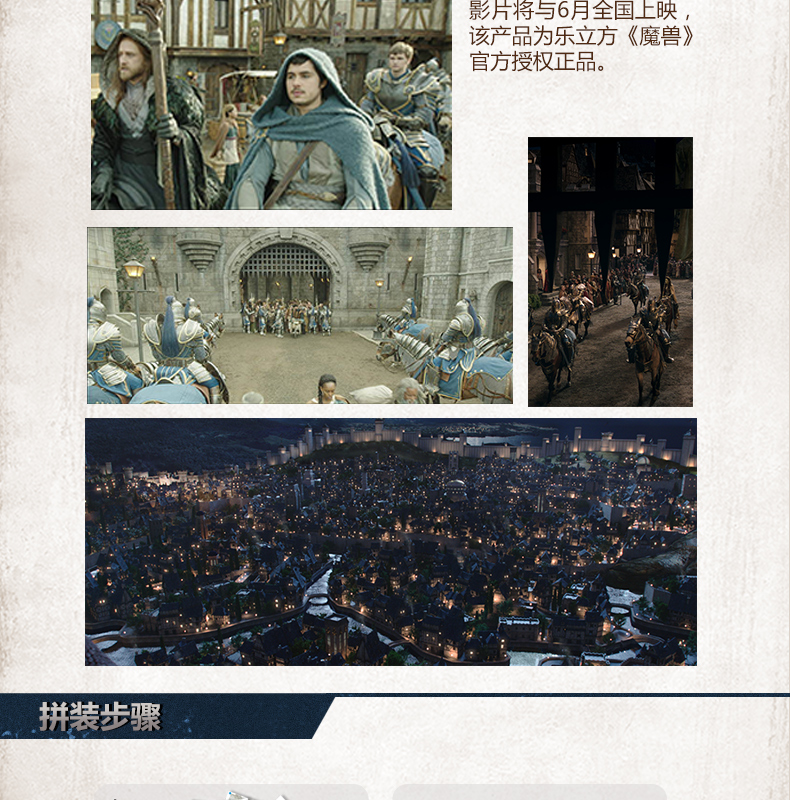 影片将与6月全国上映，
该产品为乐立方《魔兽》
官方授权正品。
拼装步骤